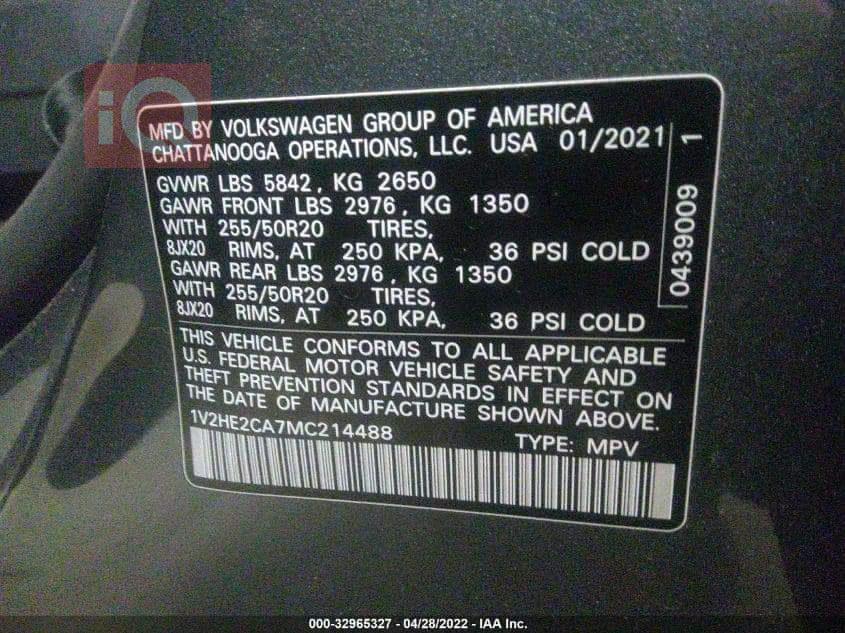 iQ
MFD BY VOLKSWAGEN GROUP OF AMERICA
CHATTANOOGA OPERATIONS, LLC. USA 01/2021
GVWR LBS 5842, KG 2650
GAWR FRONT LBS 2976, KG 1350
WITH 255/50R20 TIRES,
8JX20 RIMS, AT 250 KPA, 36 PSI COLD
GAWR REAR LBS 2976, KG 1350
WITH 255/50R20 TIRES,
8JX20 RIMS, AT 250 KPA, 36 PSI COLD
0439009 1
THIS VEHICLE CONFORMS TO ALL APPLICABLE
U.S. FEDERAL MOTOR VEHICLE SAFETY AND
THEFT PREVENTION STANDARDS IN EFFECT ON
THE DATE OF MANUFACTURE SHOWN ABOVE.
1V2HE2CA7MC214488 TYPE: MPV
000-32965327 - 04/28/2022 - IAA Inc.